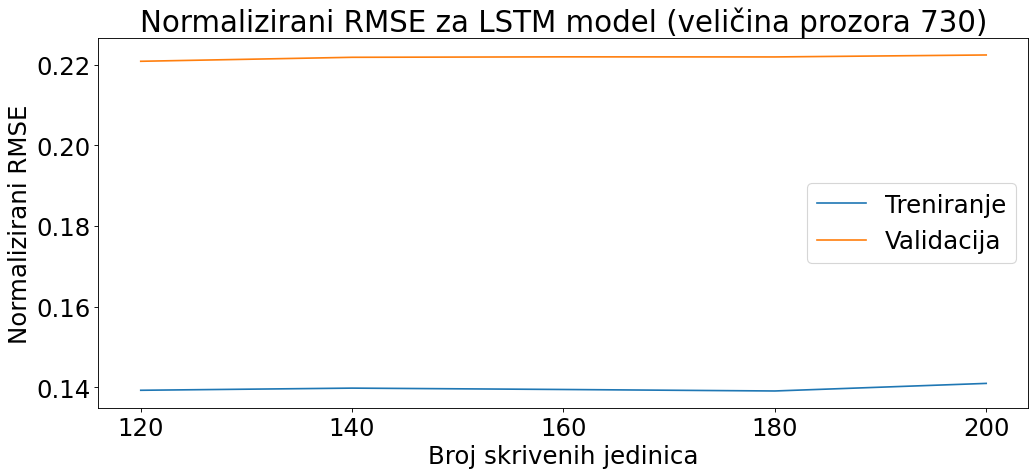 Normalizirani RMSE za LSTM model (veličina prozora 730)
Normalizirani RMSE
0.22
0.20
0.18
0.16
0.14
Treniranje
Validacija
120 140 160 180 200
Broj skrivenih jedinica